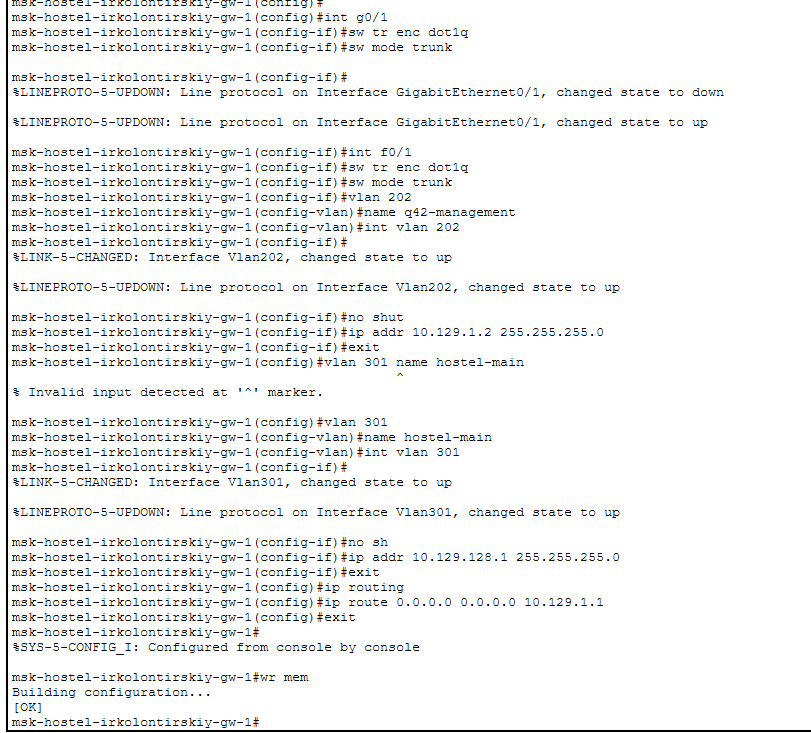 msk-hostel-irkolontirskiy-gw-1(config)#
msk-hostel-irkolontirskiy-gw-1(config)#int g0/1
msk-hostel-irkolontirskiy-gw-1(config-if)#sw tr enc dot1q
msk-hostel-irkolontirskiy-gw-1(config-if)#sw mode trunk
msk-hostel-irkolontirskiy-gw-1(config-if)#
%LINEPROTO-5-UPDOWN: Line protocol on Interface GigabitEthernet0/1, changed state to down
%LINEPROTO-5-UPDOWN: Line protocol on Interface GigabitEthernet0/1, changed state to up
msk-hostel-irkolontirskiy-gw-1(config-if)#int f0/1
msk-hostel-irkolontirskiy-gw-1(config-if)#sw tr enc dot1q
msk-hostel-irkolontirskiy-gw-1(config-if)#sw mode trunk
msk-hostel-irkolontirskiy-gw-1(config-if)#vlan 202
msk-hostel-irkolontirskiy-gw-1(config-vlan)#name q42-management
msk-hostel-irkolontirskiy-gw-1(config-vlan)#int vlan 202
msk-hostel-irkolontirskiy-gw-1(config-if)#
%LINK-5-CHANGED: Interface Vlan202, changed state to up
%LINEPROTO-5-UPDOWN: Line protocol on Interface Vlan202, changed state to up
msk-hostel-irkolontirskiy-gw-1(config-if)#no shut
msk-hostel-irkolontirskiy-gw-1(config-if)#ip addr 10.129.1.2 255.255.255.0
msk-hostel-irkolontirskiy-gw-1(config-if)#exit
msk-hostel-irkolontirskiy-gw-1(config)#vlan 301 name hostel-main
^
% Invalid input detected at '^' marker.
msk-hostel-irkolontirskiy-gw-1(config)#vlan 301
msk-hostel-irkolontirskiy-gw-1(config-vlan)#name hostel-main
msk-hostel-irkolontirskiy-gw-1(config-vlan)#int vlan 301
msk-hostel-irkolontirskiy-gw-1(config-if)#
%LINK-5-CHANGED: Interface Vlan301, changed state to up
%LINEPROTO-5-UPDOWN: Line protocol on Interface Vlan301, changed state to up
msk-hostel-irkolontirskiy-gw-1(config-if)#no sh
msk-hostel-irkolontirskiy-gw-1(config-if)#ip addr 10.129.128.1 255.255.255.0
msk-hostel-irkolontirskiy-gw-1(config-if)#exit
msk-hostel-irkolontirskiy-gw-1(config)#ip routing
msk-hostel-irkolontirskiy-gw-1(config)#ip route 0.0.0.0 0.0.0.0 10.129.1.1
msk-hostel-irkolontirskiy-gw-1(config)#exit
msk-hostel-irkolontirskiy-gw-1#
%SYS-5-CONFIG_I: Configured from console by console
msk-hostel-irkolontirskiy-gw-1#wr mem
Building configuration...
[OK]
msk-hostel-irkolontirskiy-gw-1#